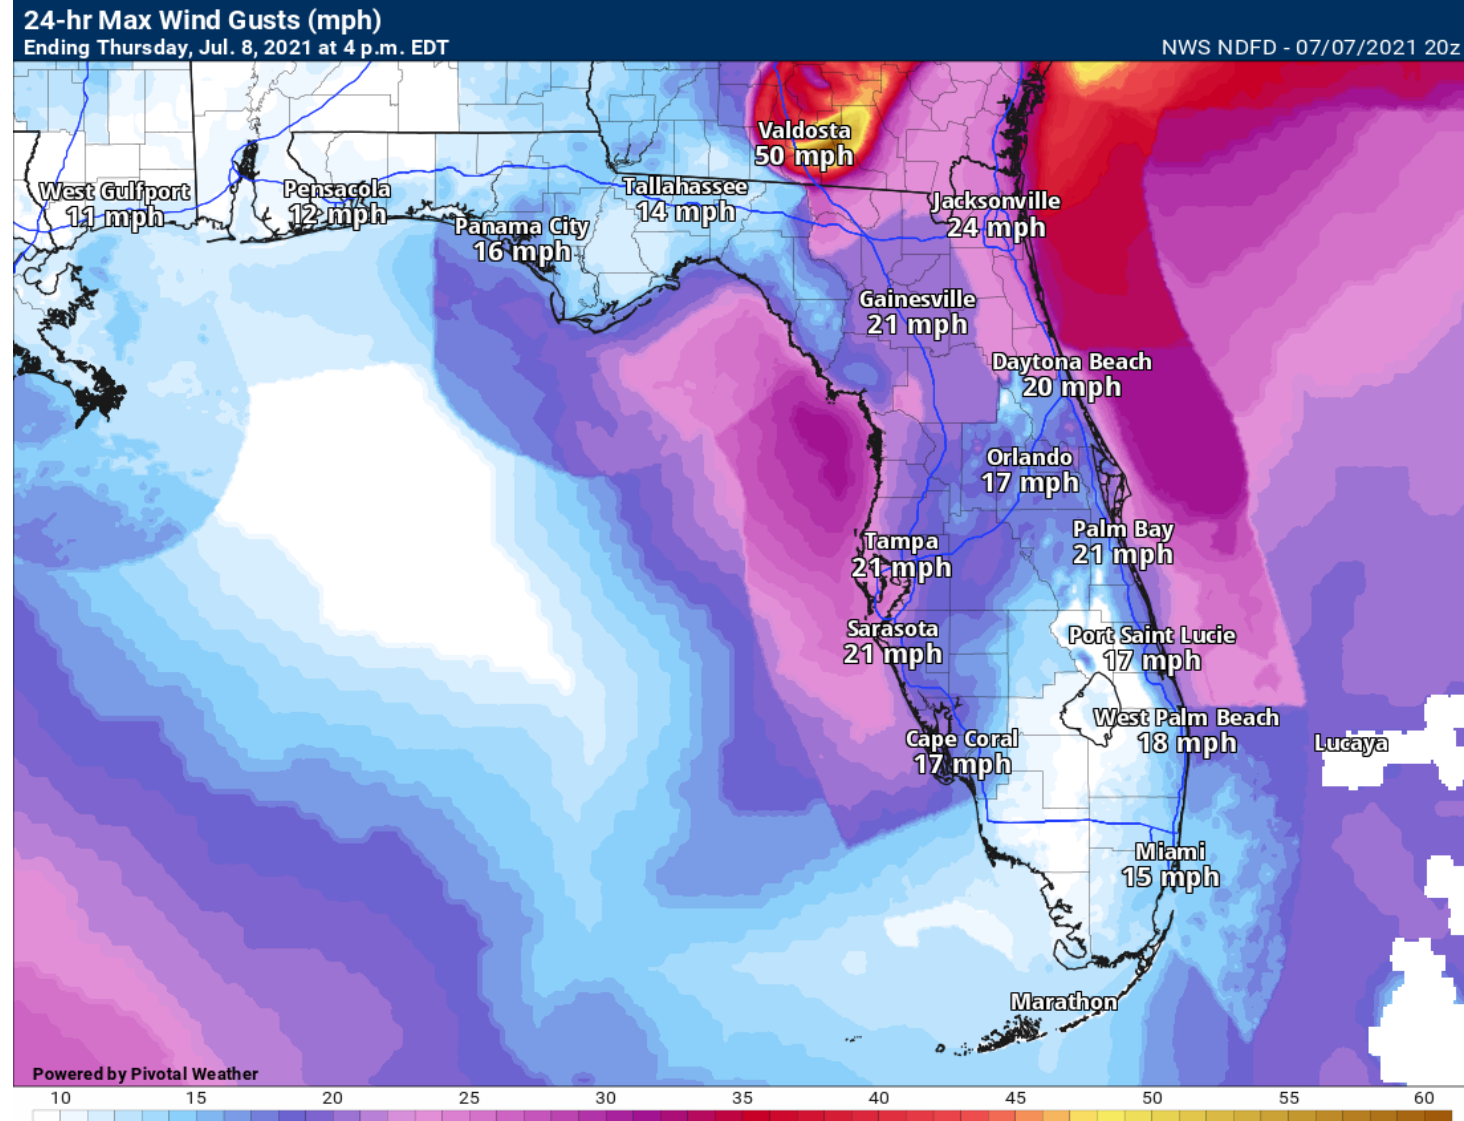 24-hr Max Wind Gusts (mph)
Ending Thursday, Jul. 8, 2021 at 4 p.m. EDT
NWS NDFD - 07/07/2021 20z
Valdosta
50 mph
West Gulfport
11 mph
Pensacola
12 mph
Tallahassee
14 mph
Jacksonville
24 mph
Panama City
16 mph
Gainesville
21 mph
Daytona Beach
20 mph
Orlando
17 mph
Palm Bay
21 mph
Tampa
21 mph
Sarasota
21 mph
Port Saint Lucie
17 mph
West Palm Beach
18 mph
Lucaya
Cape Coral
17 mph
Miami
15 mph
Marathon
Powered by Pivotal Weather
10 15 20 25 30 35 40 45 50 55 60